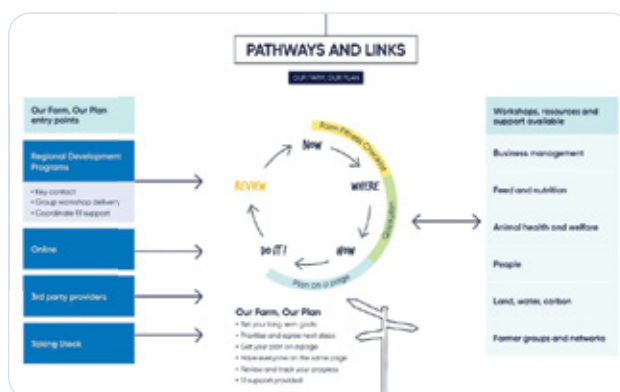 PATHWAYS AND LINKS
OUR FARM, OUR PLAN
Our Farm, Our Plan
entry points
Regional Development
Programs
• Key contact
• Group workshop delivery
• Coordinate 1:1 support
Online
3rd party providers
Taking Stock
Farm Fitness Checklist
NOW
WHERE
HOW
DO IT!
REVIEW
Plan on a page
Our Farm, Our Plan
• Set your long term goals
• Prioritise and agree next steps
• Get your plan on a page
• Have everyone on the same page
• Review and track your progress
• 1:1 support provided
Workshops, resources and
support available
Business management
Feed and nutrition
Animal health and welfare
People
Land, water, carbon
Farmer groups and networks